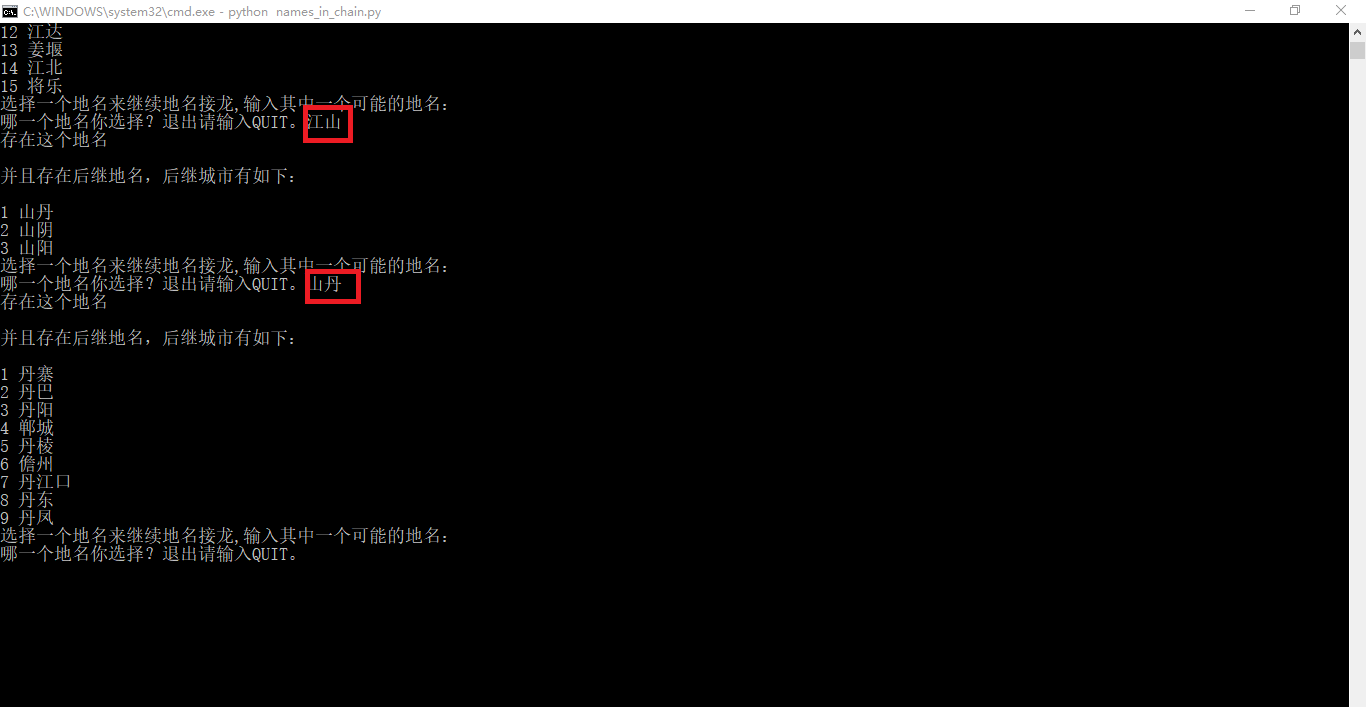 C:\WINDOWS\system32\cmd.exe - python  names_in_chain.py
12 江达
13 姜堰
14 江北
15 将乐
选择一个地名来继续地名接龙,输入其中一个可能的地名:
哪一个地名你选择？退出请输入QUIT。江山
存在这个地名
并且存在后继地名，后继城市有如下:
1 山丹
2 山阴
3 山阳
选择一个地名来继续地名接龙,输入其中一个可能的地名:
哪一个地名你选择？退出请输入QUIT。山丹
存在这个地名
并且存在后继地名，后继城市有如下:
1 丹寨
2 丹巴
3 丹阳
4 郸城
5 丹棱
6 儋州
7 丹江口
8 丹东
9 丹凤
选择一个地名来继续地名接龙,输入其中一个可能的地名:
哪一个地名你选择？退出请输入QUIT。